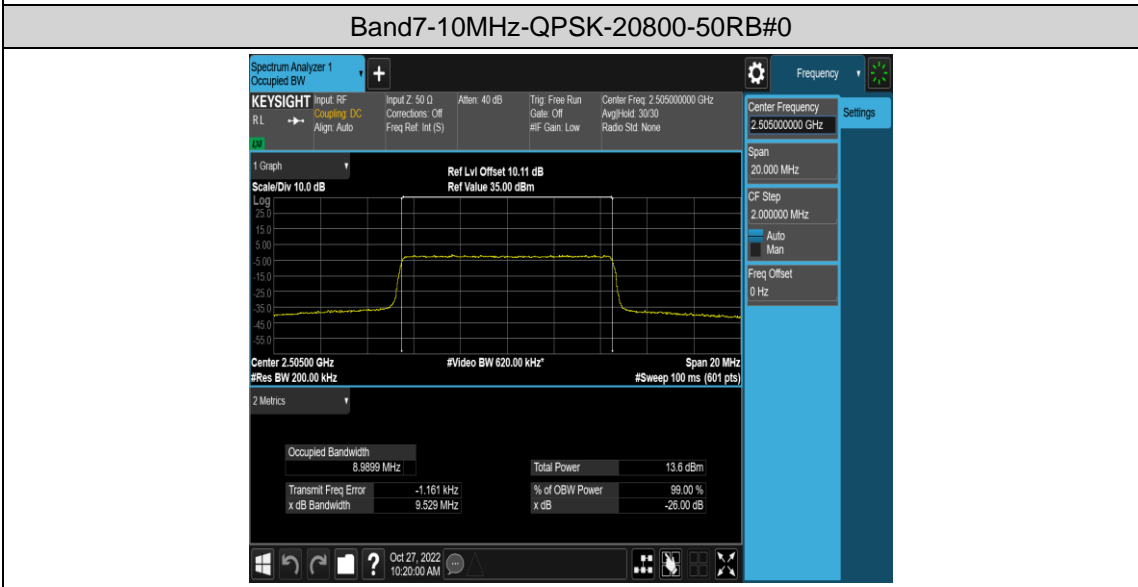 Band7-10MHz-QPSK-20800-50RB#0
Spectrum Analyzer 1
Occupied BW
+
Frequency
KEYSIGHT
RL
Input: RF
Coupling: DC
Align: Auto
Input Z: 50 Ω
Corrections: Off
Freq Ref: Int (S)
Atten: 40 dB
Trig: Free Run
Gate: Off
#IF Gain: Low
Center Freq: 2.505000000 GHz
Avg|Hold: 30/30
Radio Std: None
Center Frequency
2.505000000 GHz
Settings
Span
20.000 MHz
CF Step
2.000000 MHz
Auto
Man
Freq Offset
0 Hz
1 Graph
Scale/Div 10.0 dB
Ref Lvl Offset 10.11 dB
Ref Value 35.00 dBm
Log
25.0
15.0
5.00
-5.00
-15.0
-25.0
-35.0
-45.0
-55.0
Center 2.50500 GHz
#Video BW 620.00 kHz*
Span 20 MHz
#Res BW 200.00 kHz
#Sweep 100 ms (601 pts)
2 Metrics
Occupied Bandwidth
8.9899 MHz
Total Power 13.6 dBm
Transmit Freq Error -1.161 kHz
% of OBW Power 99.00 %
x dB Bandwidth 9.529 MHz
x dB -26.00 dB
?
Oct 27, 2022
10:20:00 AM